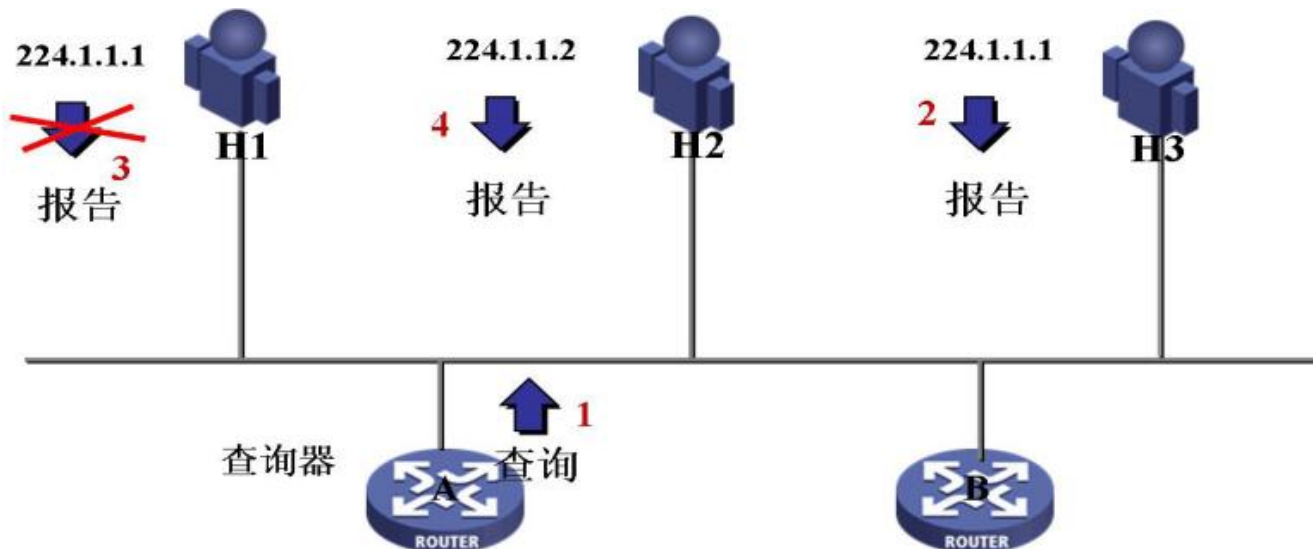 224.1.1.1
224.1.1.2
224.1.1.1
4
2
H1
H2
H3
3
报告
报告
报告
1
查询器
查询
A
B
ROUTER
ROUTER